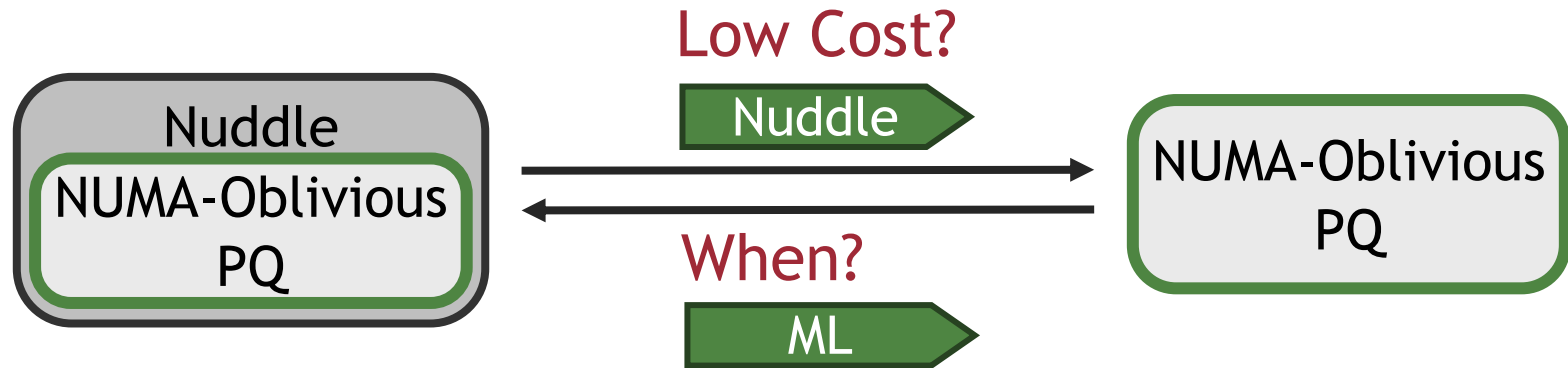 Nuddle
NUMA-Oblivious
PQ
Low Cost?
Nuddle
When?
ML
NUMA-Oblivious
PQ